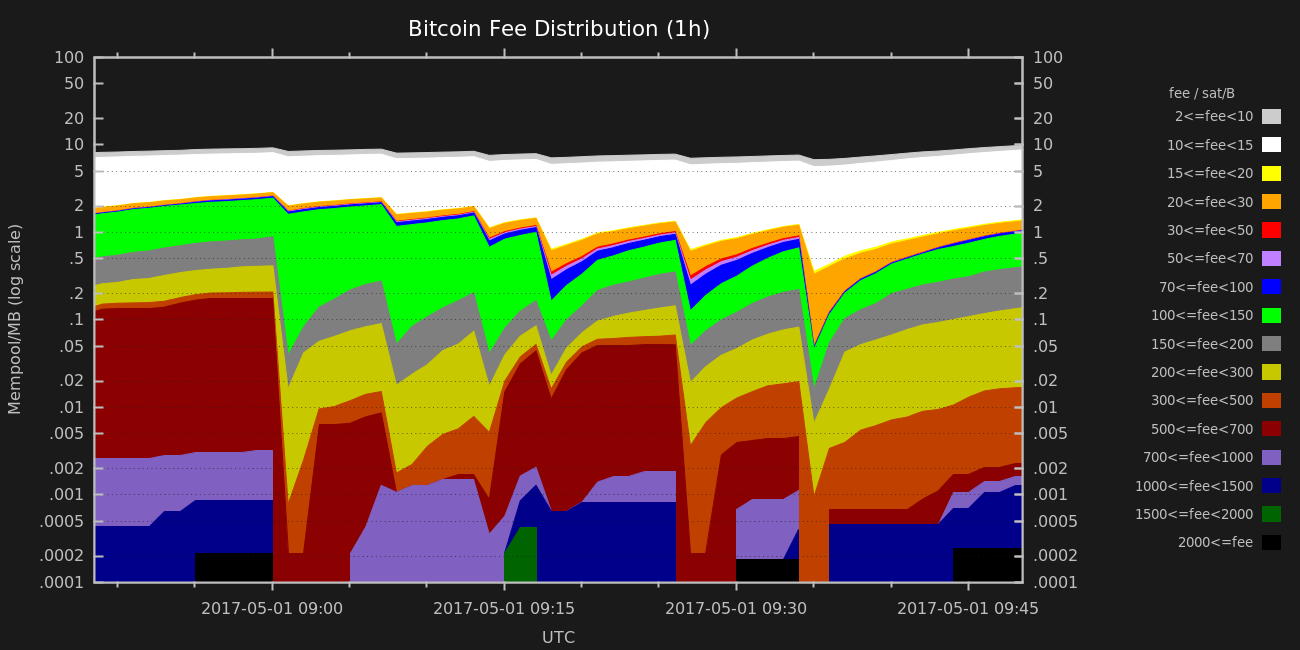 Bitcoin Fee Distribution (1h)
Mempool/MB (log scale)
100
50
20
10
5
2
1
.5
.2
.1
.05
.02
.01
.005
.002
.001
.0005
.0002
.0001
100
50
20
10
5
2
1
.5
.2
.1
.05
.02
.01
.005
.002
.001
.0005
.0002
.0001
2017-05-01 09:00
2017-05-01 09:15
2017-05-01 09:30
2017-05-01 09:45
UTC
fee / sat/B
2<=fee<10
10<=fee<15
15<=fee<20
20<=fee<30
30<=fee<50
50<=fee<70
70<=fee<100
100<=fee<150
150<=fee<200
200<=fee<300
300<=fee<500
500<=fee<700
700<=fee<1000
1000<=fee<1500
1500<=fee<2000
2000<=fee